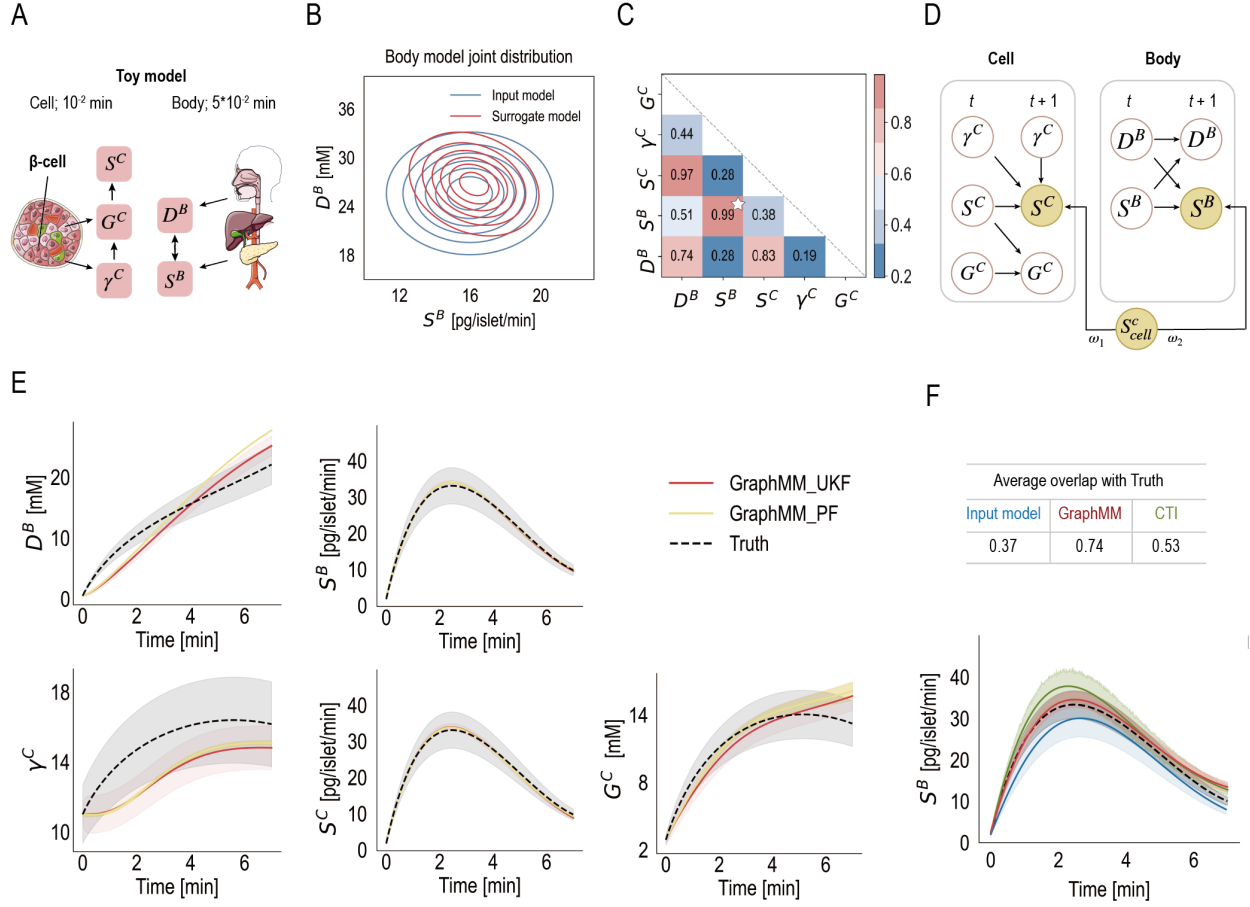 A
Toy model
Cell; 10⁻² min
Body; 5*10⁻² min
β-cell
S^C
G^C
γ^C
D^B
S^B
B
Body model joint distribution
Input model
Surrogate model
D^B [mM]
36
30
24
18
12
16
20
S^B [pg/islet/min]
C
G^C
γ^C
S^C
S^B
D^B
0.44
0.97
0.28
0.51
0.99
0.38
0.74
0.28
0.83
0.19
D^B
S^B
S^C
γ^C
G^C
0.8
0.6
0.4
0.2
D
Cell
Body
t
t + 1
t
t + 1
γ^C
γ^C
D^B
D^B
S^C
S^C
S^B
S^B
G^C
G^C
S^c_cell
ω₁
ω₂
E
D^B [mM]
20
10
0
0
2
4
6
Time [min]
S^B [pg/islet/min]
40
30
20
10
0
0
2
4
6
Time [min]
GraphMM_UKF
GraphMM_PF
Truth
γ^C
18
14
10
0
2
4
6
Time [min]
S^C [pg/islet/min]
40
30
20
10
0
0
2
4
6
Time [min]
G^C [mM]
14
8
2
0
2
4
6
Time [min]
F
Average overlap with Truth
Input model
GraphMM
CTI
0.37
0.74
0.53
S^B [pg/islet/min]
40
30
20
10
0
0
2
4
6
Time [min]